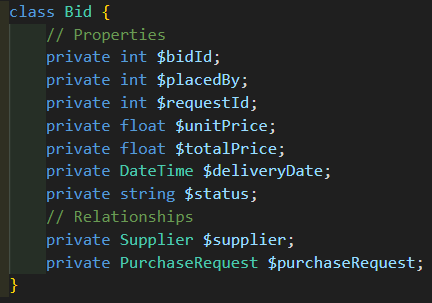 class Bid {
// Properties
private int $bidId;
private int $placedBy;
private int $requestId;
private float $unitPrice;
private float $totalPrice;
private DateTime $deliveryDate;
private string $status;
// Relationships
private Supplier $supplier;
private PurchaseRequest $purchaseRequest;
}